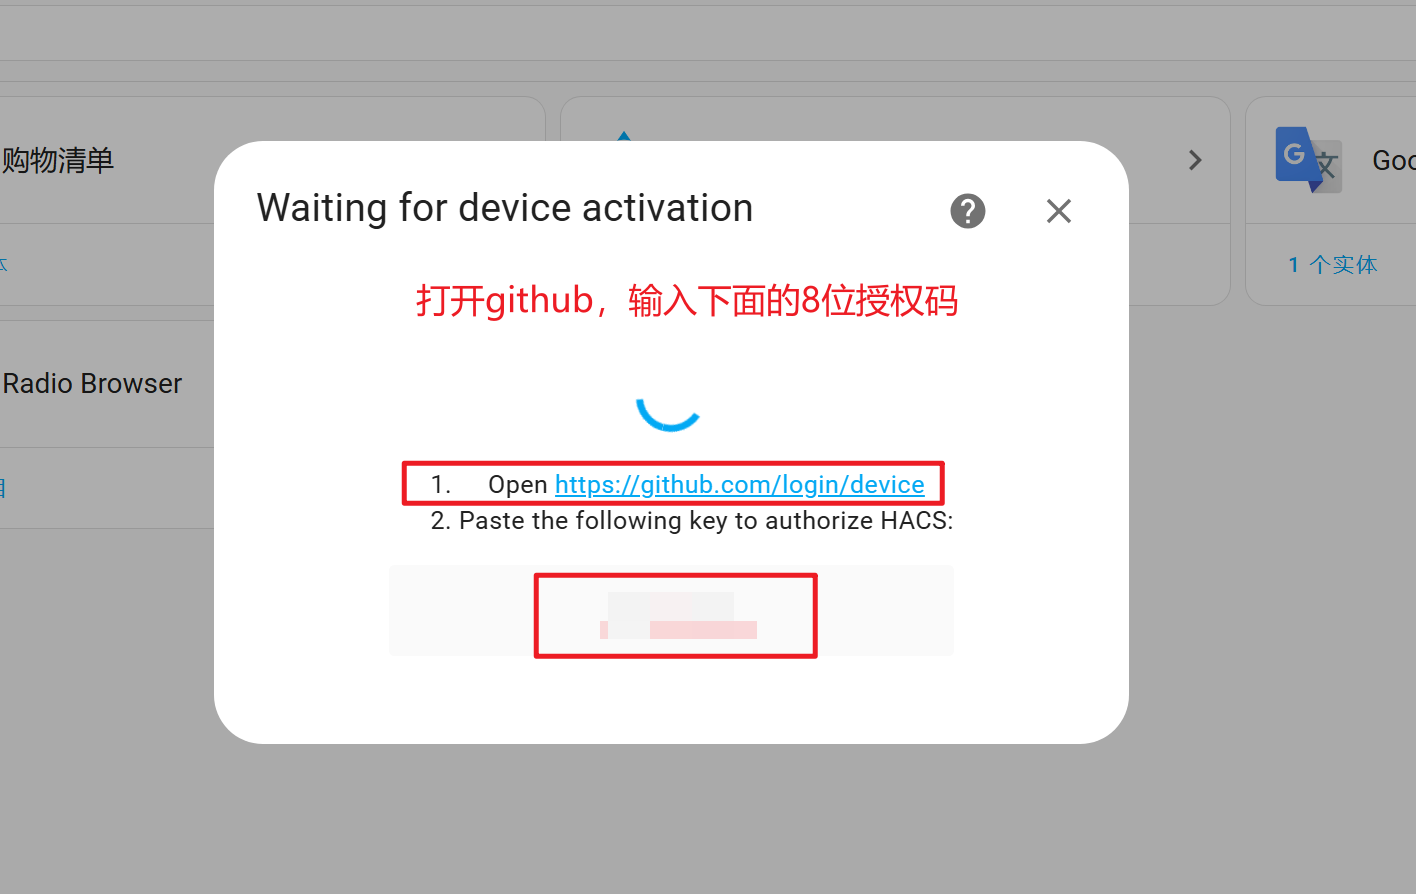 购物清单
Goo
Waiting for device activation
打开github，输入下面的8位授权码
体
1 个实体
Radio Browser
1. Open https://github.com/login/device
2. Paste the following key to authorize HACS: